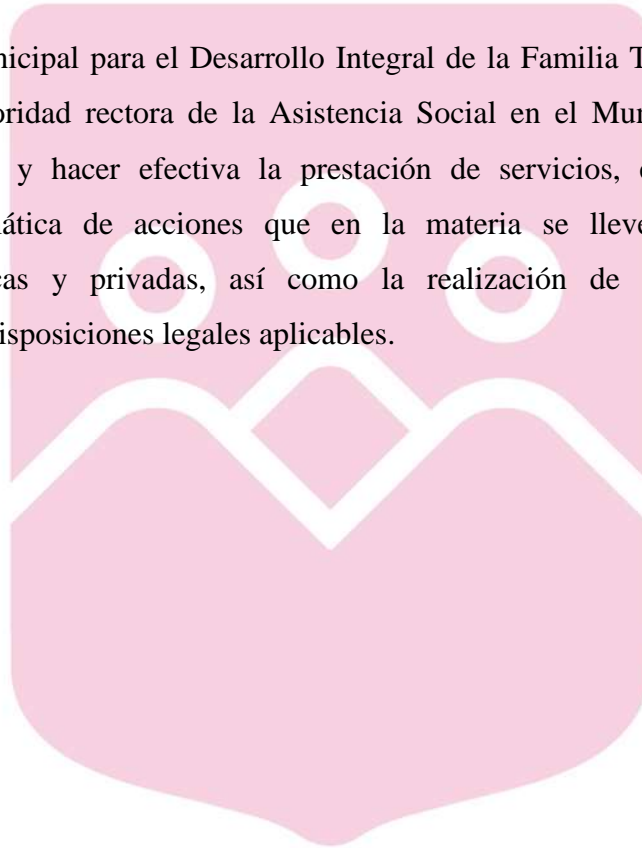 nicipal para el Desarrollo Integral de la Familia T
oridad rectora de la Asistencia Social en el Mun
y hacer efectiva la prestación de servicios,
ática de acciones que en la materia se lleve
cas y privadas, así como la realización de
isposiciones legales aplicables.